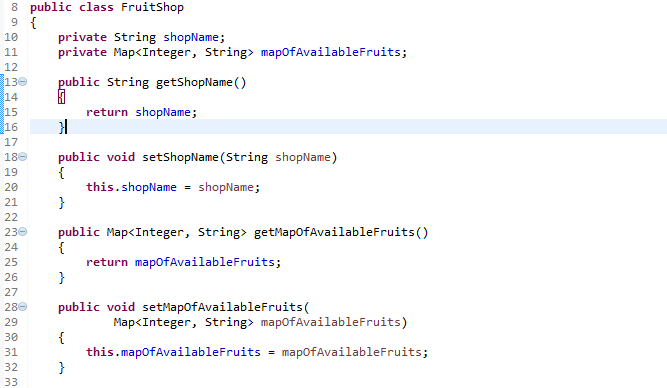 8 public class FruitShop
9 {
10     private String shopName;
11     private Map<Integer, String> mapOfAvailableFruits;
12
13     public String getShopName()
14     {
15         return shopName;
16     }
17
18     public void setShopName(String shopName)
19     {
20         this.shopName = shopName;
21     }
22
23     public Map<Integer, String> getMapOfAvailableFruits()
24     {
25         return mapOfAvailableFruits;
26     }
27
28     public void setMapOfAvailableFruits(
29             Map<Integer, String> mapOfAvailableFruits)
30     {
31         this.mapOfAvailableFruits = mapOfAvailableFruits;
32     }
33